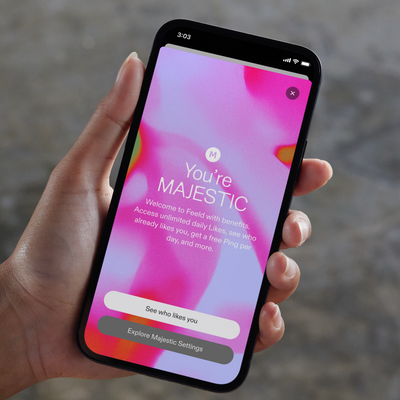 3:03
M
You're
MAJESTIC
Welcome to Feeld with benefits.
Access unlimited daily Likes, see who
already likes you, get a free Ping per
day, and more.
See who likes you
Explore Majestic Settings